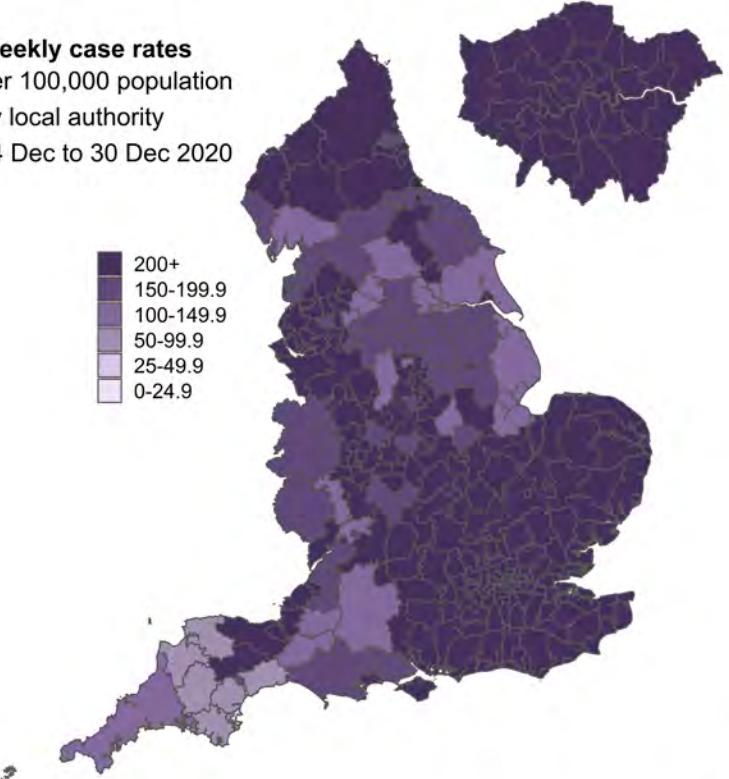 eekly case rates
er 100,000 population
local authority
Dec to 30 Dec 2020
200+
150-199.9
100-149.9
50-99.9
25-49.9
0-24.9